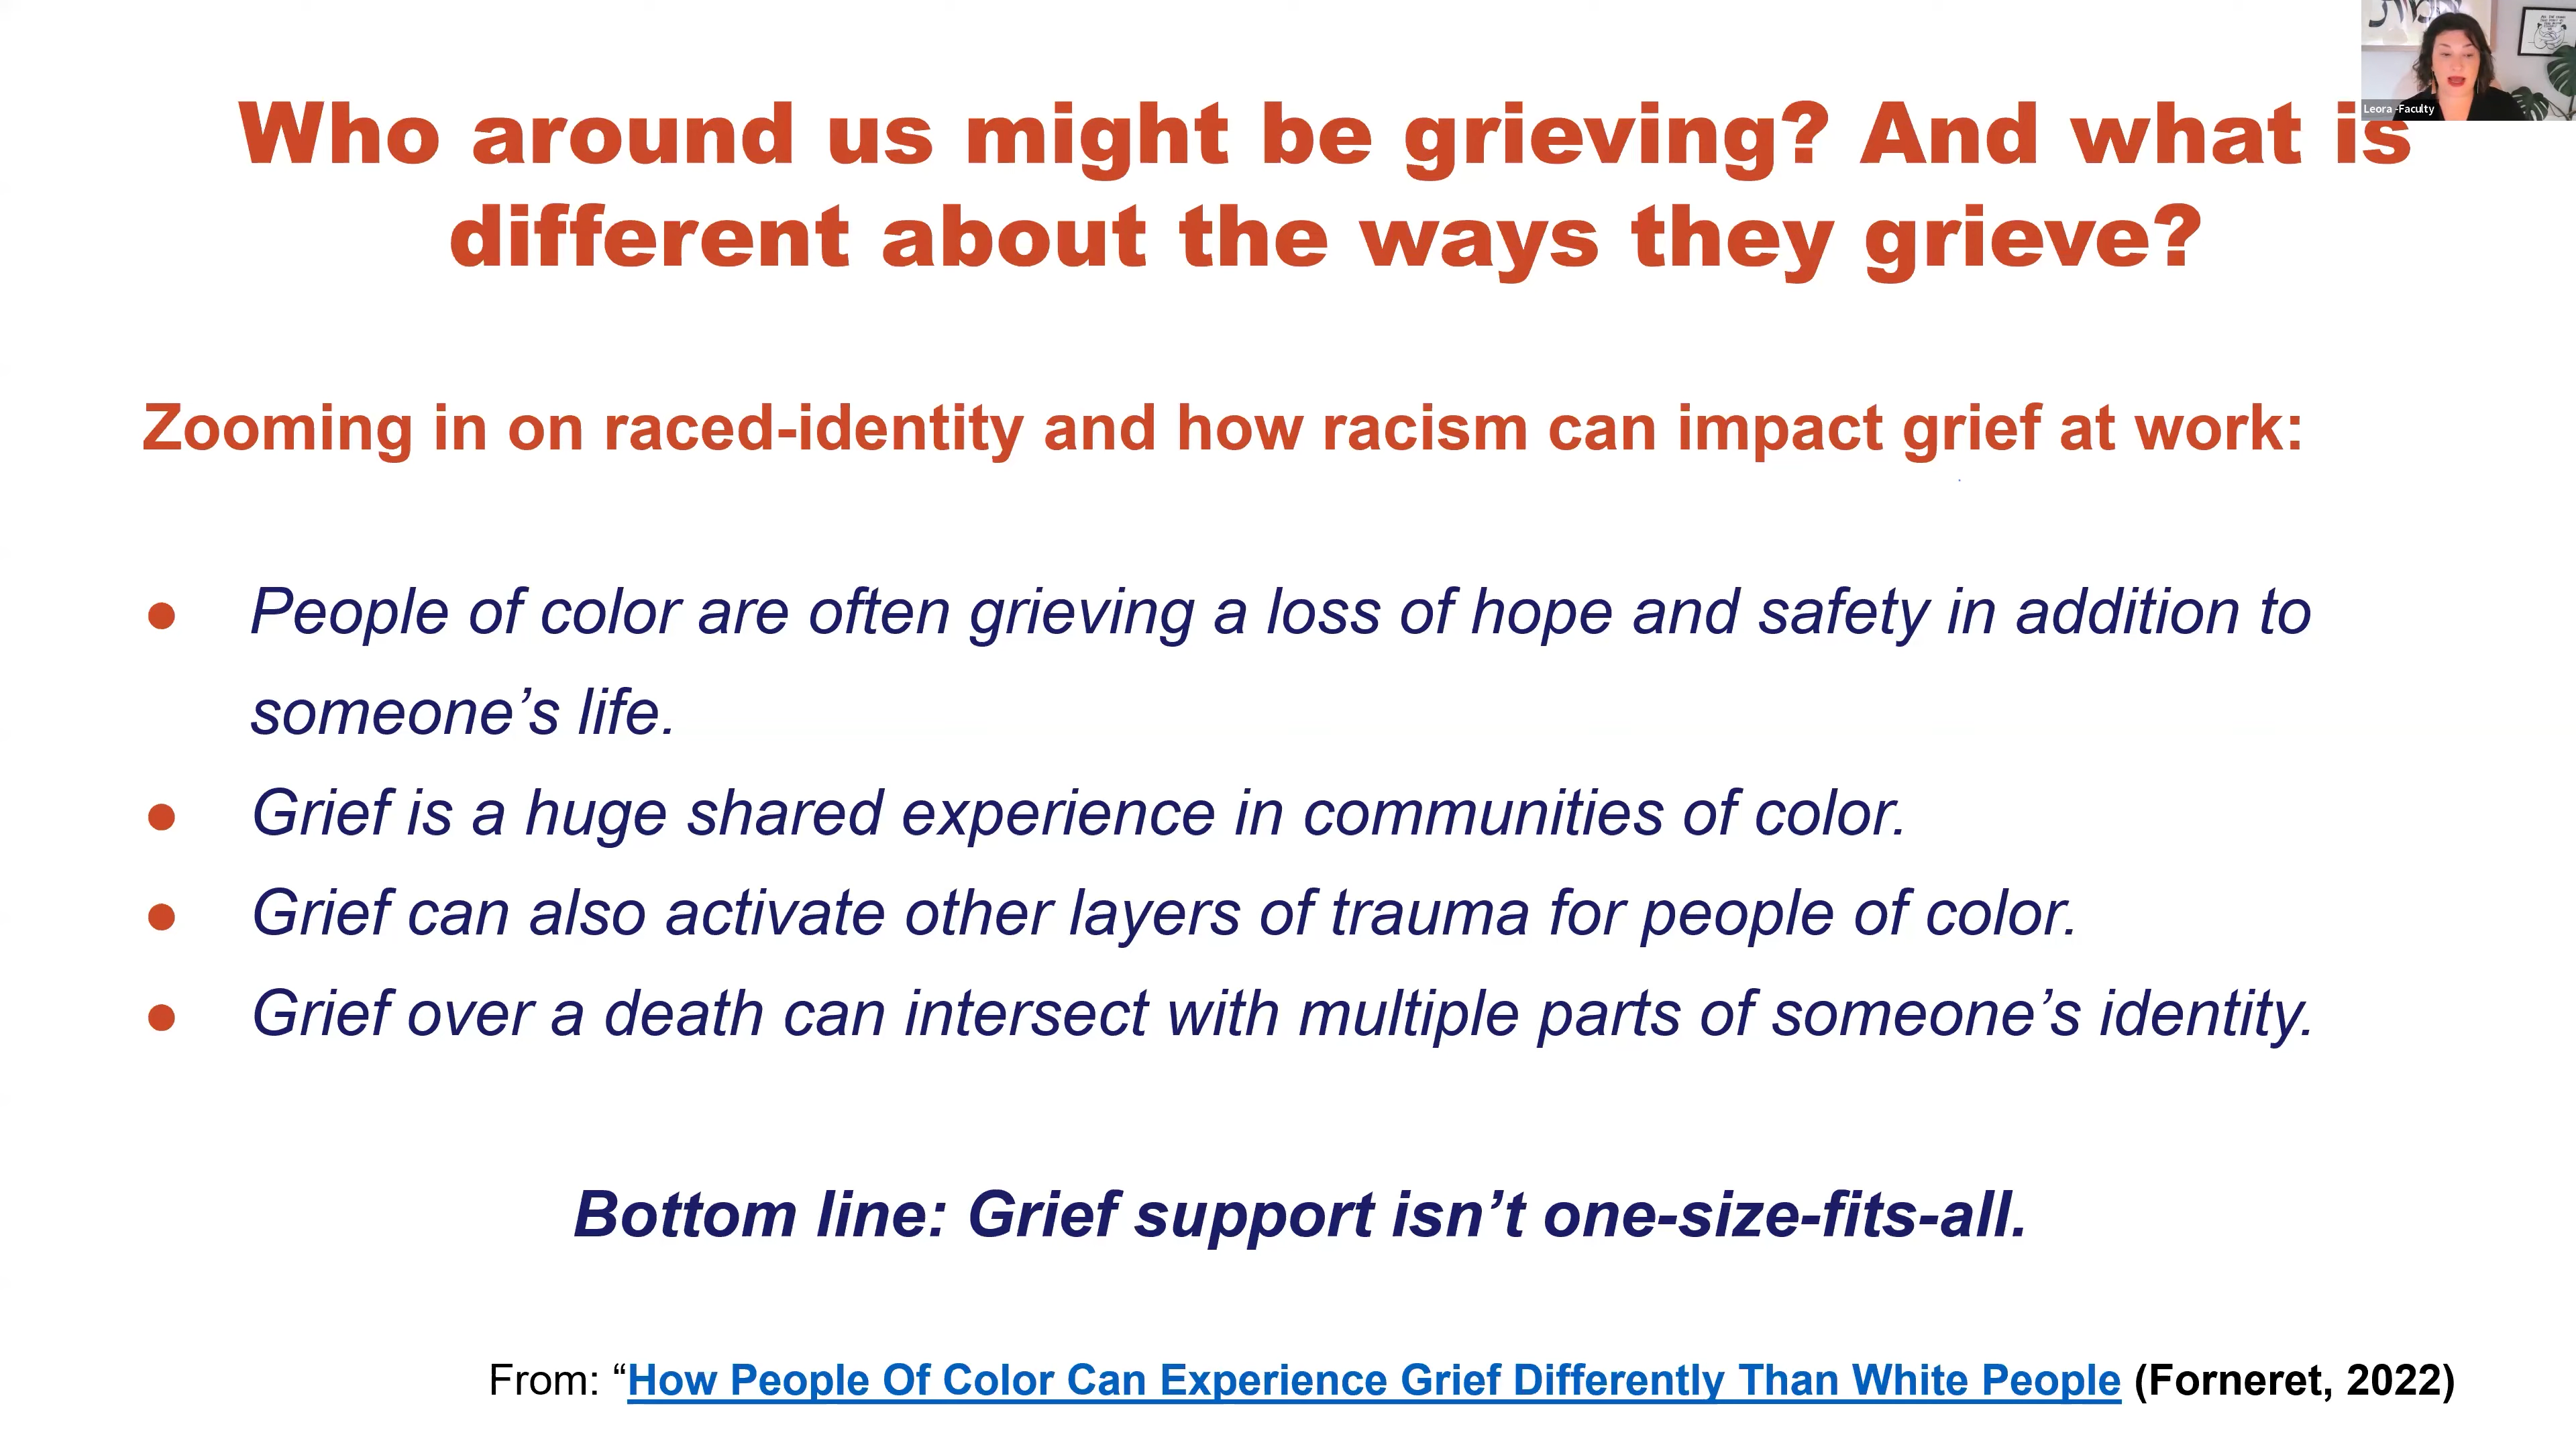 Who around us might be grieving? And what is
different about the ways they grieve?
Leora -Faculty
Zooming in on raced-identity and how racism can impact grief at work:
● People of color are often grieving a loss of hope and safety in addition to
someone’s life.
● Grief is a huge shared experience in communities of color.
● Grief can also activate other layers of trauma for people of color.
● Grief over a death can intersect with multiple parts of someone’s identity.
Bottom line: Grief support isn’t one-size-fits-all.
From: “How People Of Color Can Experience Grief Differently Than White People (Forneret, 2022)